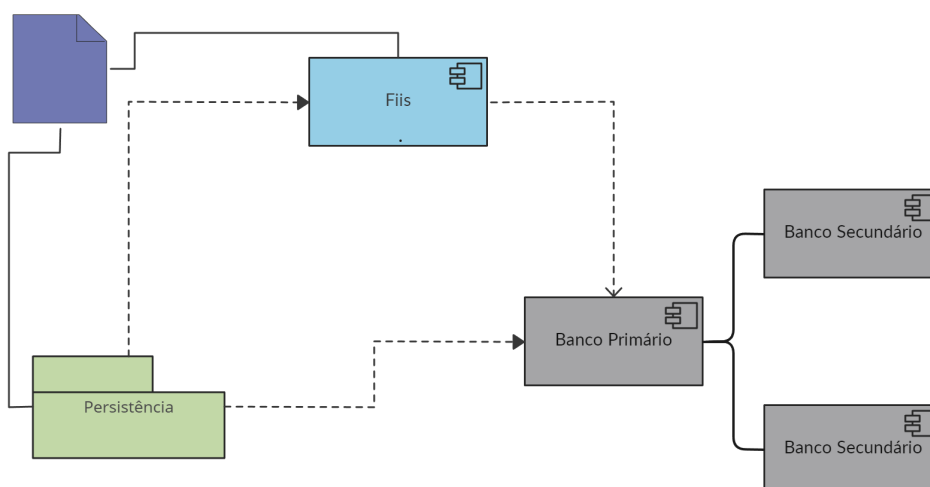 Fiis
.
Banco Secundário
Banco Primário
Persistência
Banco Secundário